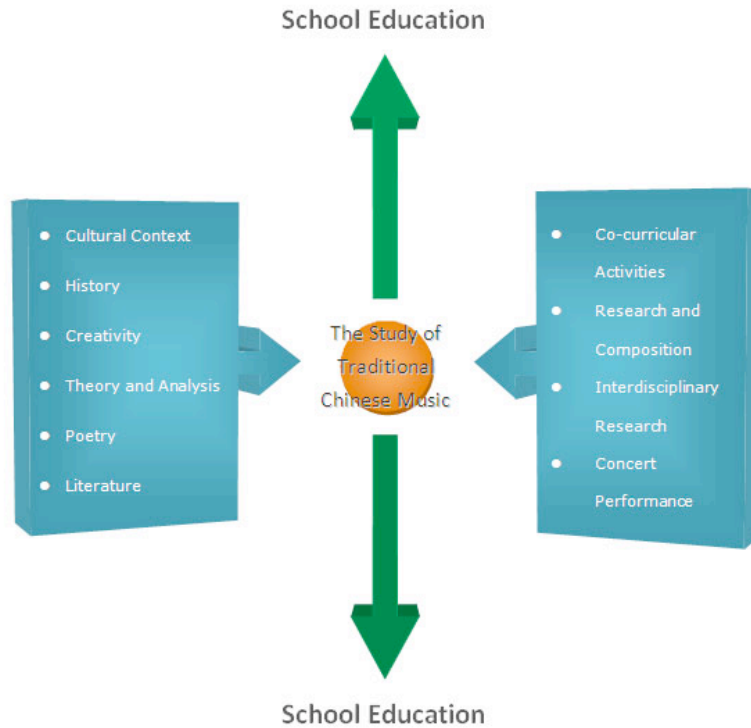 School Education
Cultural Context
History
Creativity
Theory and Analysis
Poetry
Literature
The Study of
Traditional
Chinese Music
Co-curricular
Activities
Research and
Composition
Interdisciplinary
Research
Concert
Performance
School Education